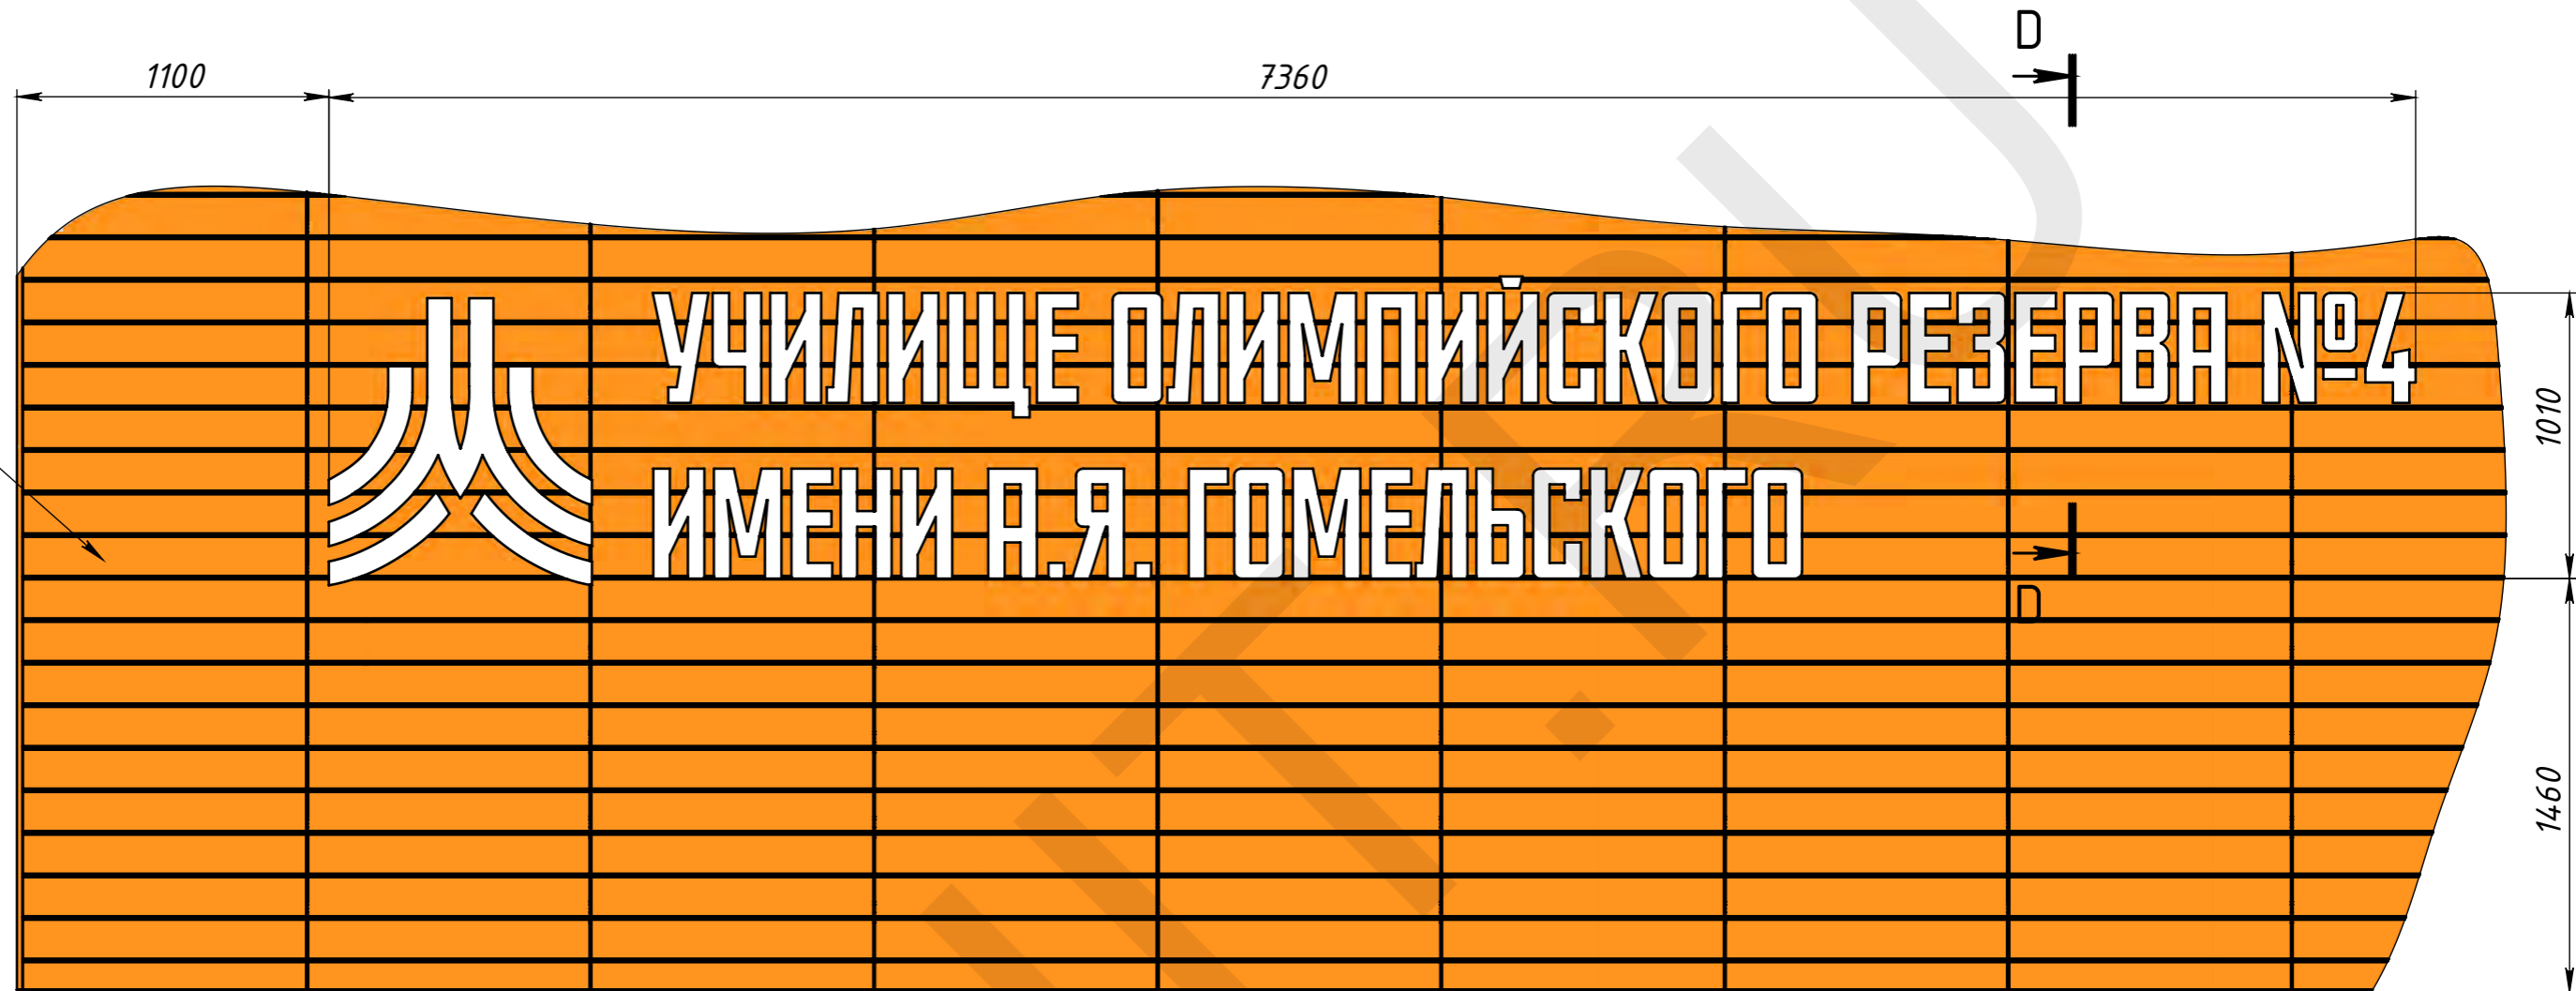 D
1100
7360
УЧИЛИЩЕ ОЛИМПИЙСКОГО РЕЗЕРВА №4
1010
ИМЕНИ А.Я. ГОМЕЛЬСКОГО
D
1460